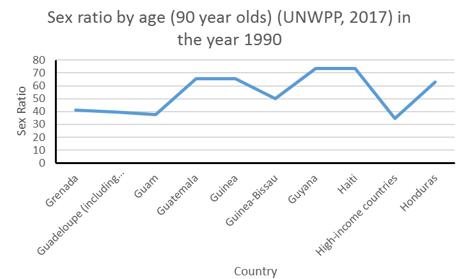 Sex ratio by age (90 year olds) (UNWPP, 2017) in
the year 1990
80
70
60
50
40
30
20
10
0
Sex Ratio
Grenada
Guadeloupe (including...
Guam
Guatemala
Guinea
Guinea-Bissau
Guyana
Haiti
High-income countries
Honduras
Country